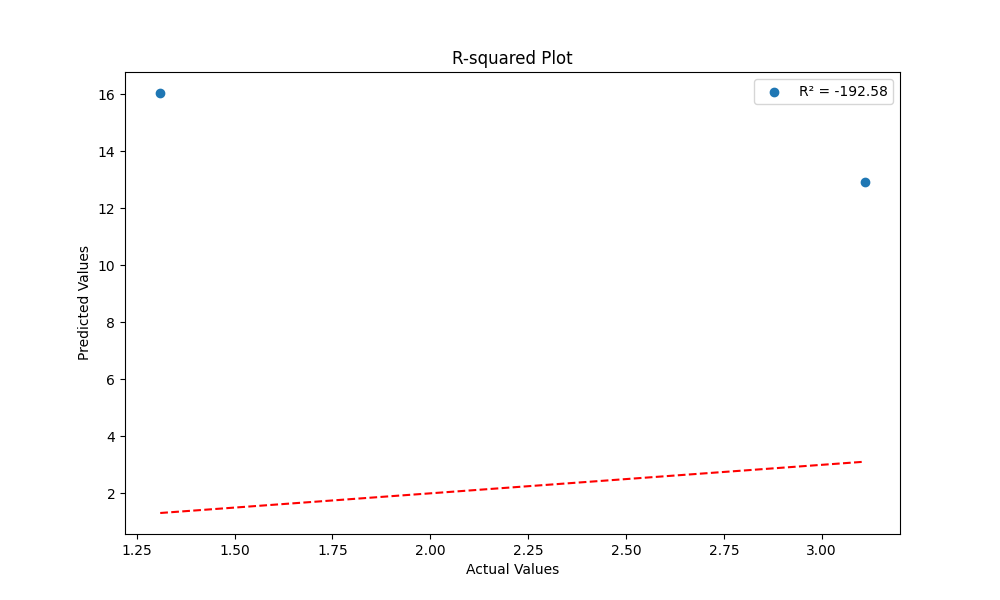 R-squared Plot
R² = -192.58
16
14
12
10
8
6
4
2
Predicted Values
1.25 1.50 1.75 2.00 2.25 2.50 2.75 3.00
Actual Values